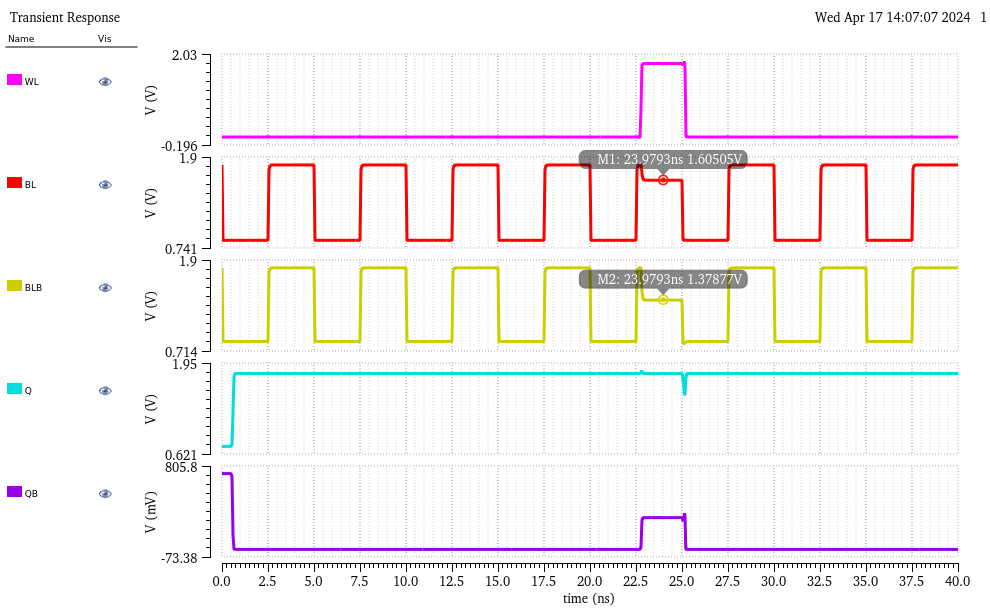 Transient Response
Wed Apr 17 14:07:07 2024 1
Name Vis
WL
2.03
V (V)
-0.196
M1: 23.9793ns 1.60505V
BL
1.9
V (V)
0.741
M2: 23.9793ns 1.37877V
BLB
1.9
V (V)
0.714
Q
1.95
V (V)
0.621
QB
805.8
V (mV)
-73.38
0.0 2.5 5.0 7.5 10.0 12.5 15.0 17.5 20.0 22.5 25.0 27.5 30.0 32.5 35.0 37.5 40.0
time (ns)